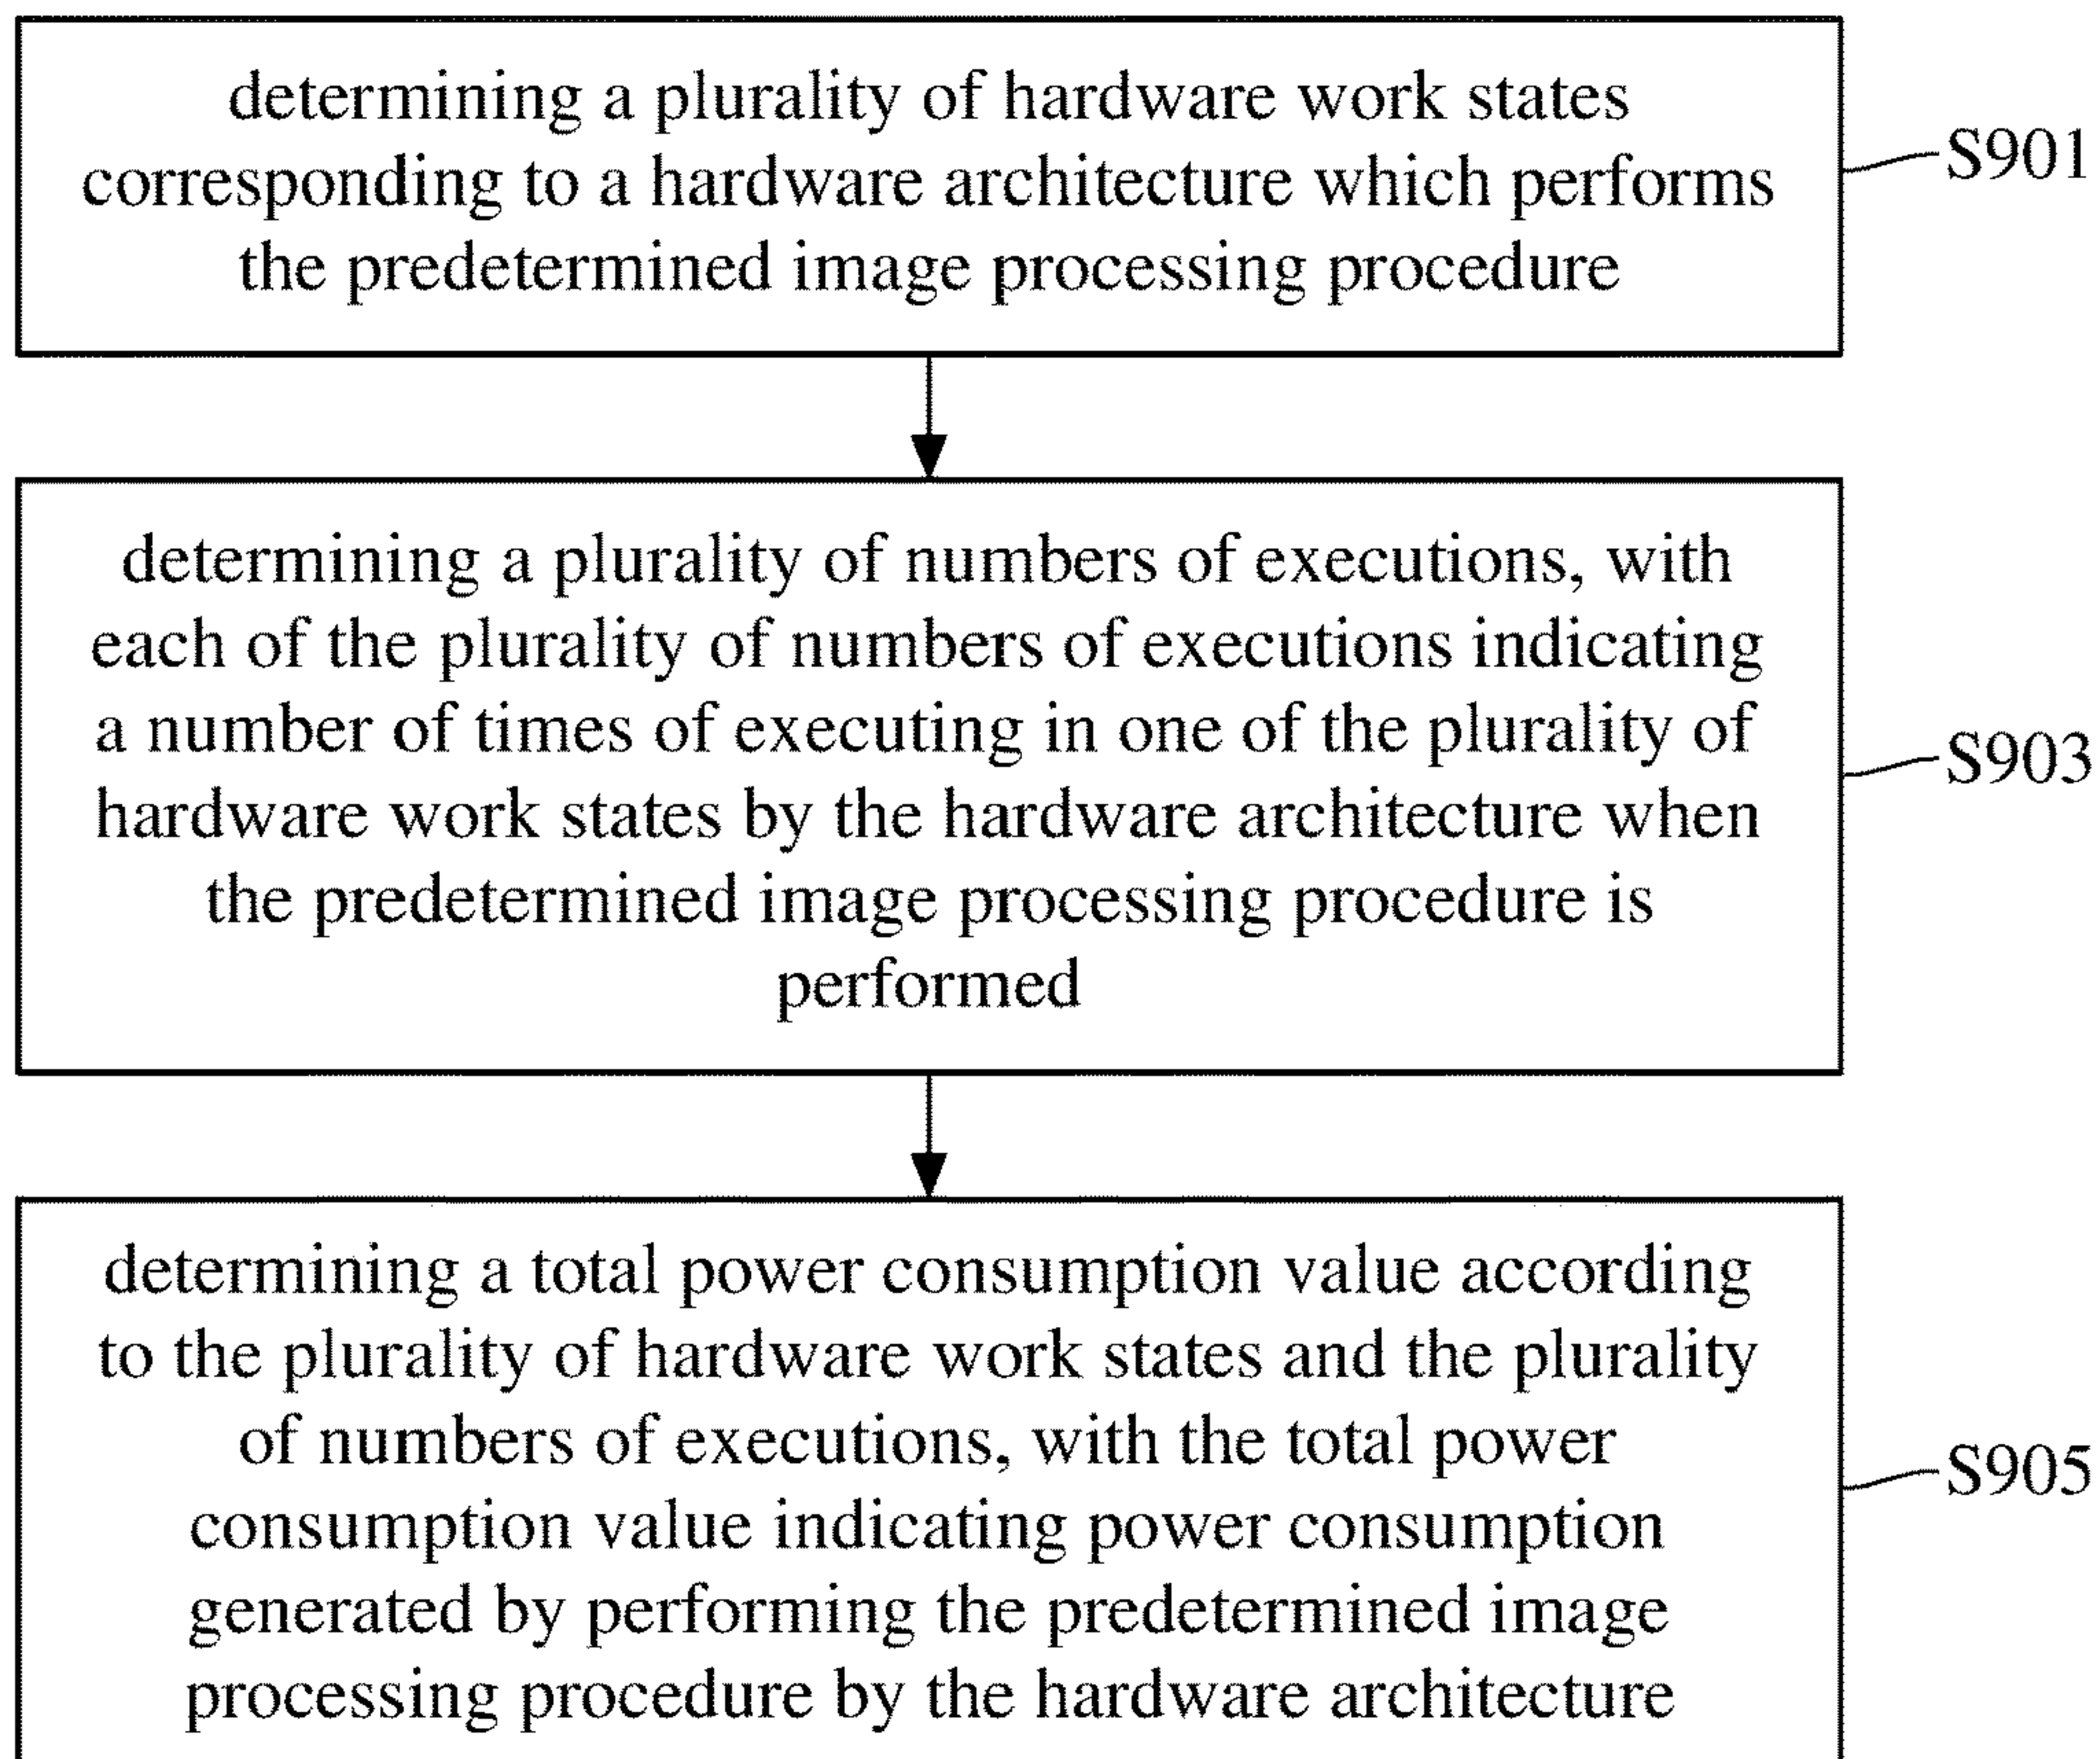 determining a plurality of hardware work states
corresponding to a hardware architecture which performs
the predetermined image processing procedure
S901
determining a plurality of numbers of executions, with
each of the plurality of numbers of executions indicating
a number of times of executing in one of the plurality of
hardware work states by the hardware architecture when
the predetermined image processing procedure is
performed
S903
determining a total power consumption value according
to the plurality of hardware work states and the plurality
of numbers of executions, with the total power
consumption value indicating power consumption
generated by performing the predetermined image
processing procedure by the hardware architecture
S905